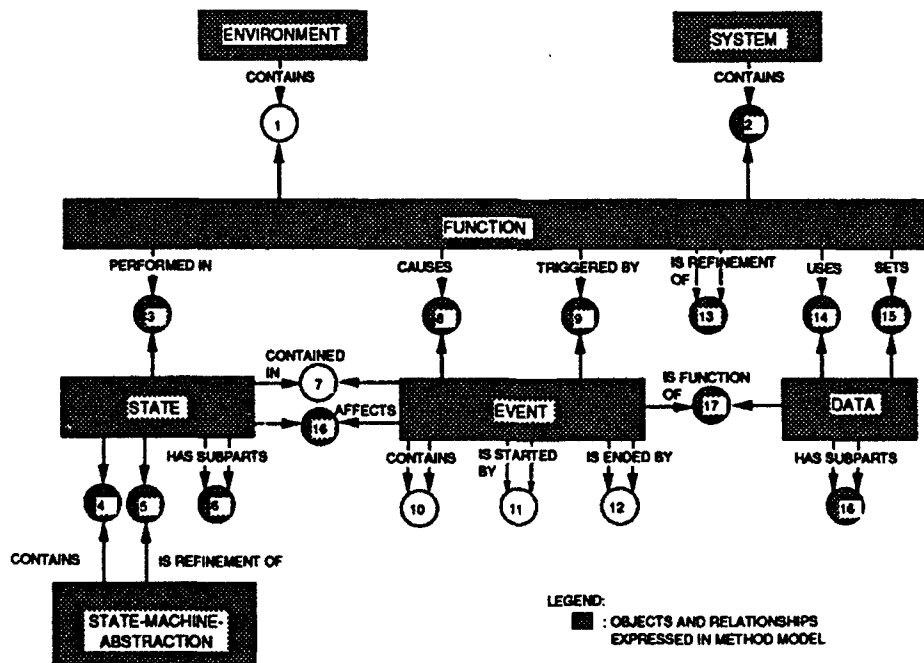 ENVIRONMENT
SYSTEM
CONTAINS
CONTAINS
1
2
FUNCTION
PERFORMED IN
CAUSES
TRIGGERED BY
IS REFINEMENT
OF
USES
SETS
3
8
9
13
14
15
CONTAINED
IN
7
STATE
AFFECTS
16
EVENT
IS FUNCTION
OF
17
DATA
HAS SUBPARTS
CONTAINS
IS STARTED
BY
IS ENDED BY
HAS SUBPARTS
4
5
6
10
11
12
16
CONTAINS
IS REFINEMENT OF
STATE-MACHINE-
ABSTRACTION
LEGEND:
: OBJECTS AND RELATIONSHIPS
EXPRESSED IN METHOD MODEL